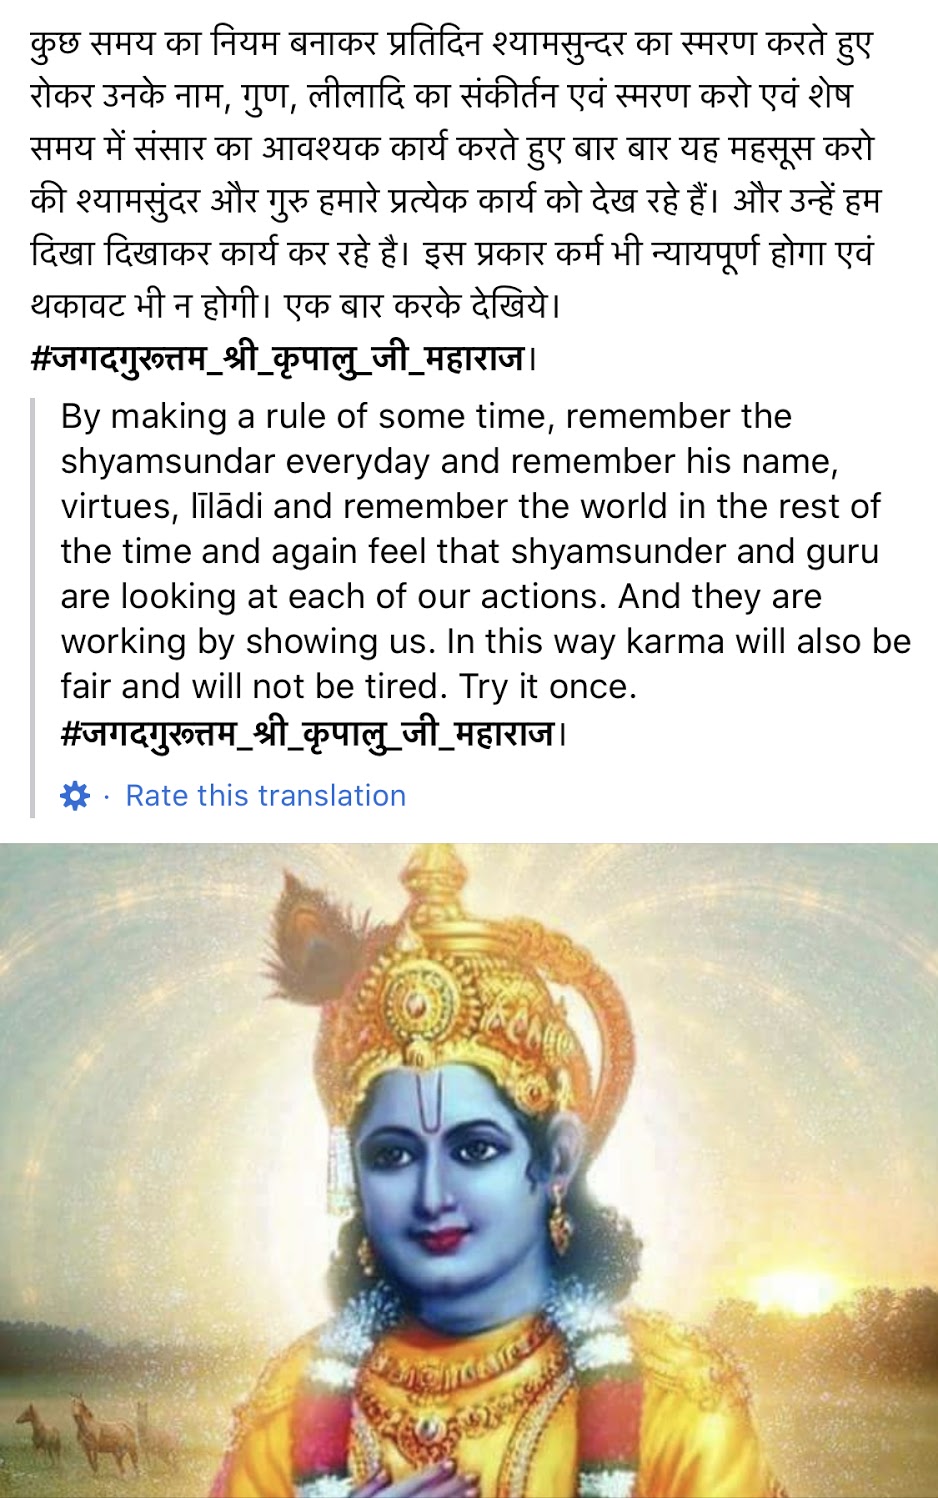 कुछ समय का नियम बनाकर प्रतिदिन श्यामसुन्दर का स्मरण करते हुए
रोकर उनके नाम, गुण, लीलादि का संकीर्तन एवं स्मरण करो एवं शेष
समय में संसार का आवश्यक कार्य करते हुए बार बार यह महसूस करो
की श्यामसुंदर और गुरु हमारे प्रत्येक कार्य को देख रहे हैं। और उन्हें हम
दिखा दिखाकर कार्य कर रहे है। इस प्रकार कर्म भी न्यायपूर्ण होगा एवं
थकावट भी न होगी। एक बार करके देखिये।
#जगदगुरूत्तम_श्री_कृपालु_जी_महाराज।
By making a rule of some time, remember the
shyamsundar everyday and remember his name,
virtues, līlādi and remember the world in the rest of
the time and again feel that shyamsunder and guru
are looking at each of our actions. And they are
working by showing us. In this way karma will also be
fair and will not be tired. Try it once.
#जगदगुरूत्तम_श्री_कृपालु_जी_महाराज।
· Rate this translation